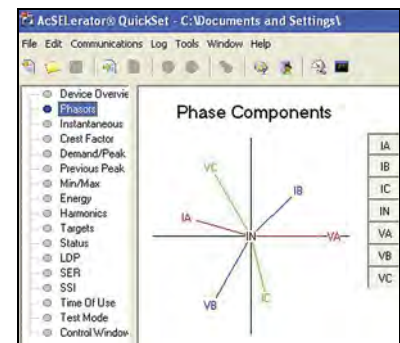 AcSELerator® QuickSet - C:\Documents and Settings\
File Edit Communications Log Tools Window Help
Device Overvie
Phasors
Instantaneous
Crest Factor
Demand/Peak
Previous Peak
Min/Max
Energy
Harmonics
Targets
Status
LDP
SER
SSI
Time Of Use
Test Mode
Control Window
Phase Components
VC
IB
IA
IN
VA
VB
IC
IA
IB
IC
IN
VA
VB
VC